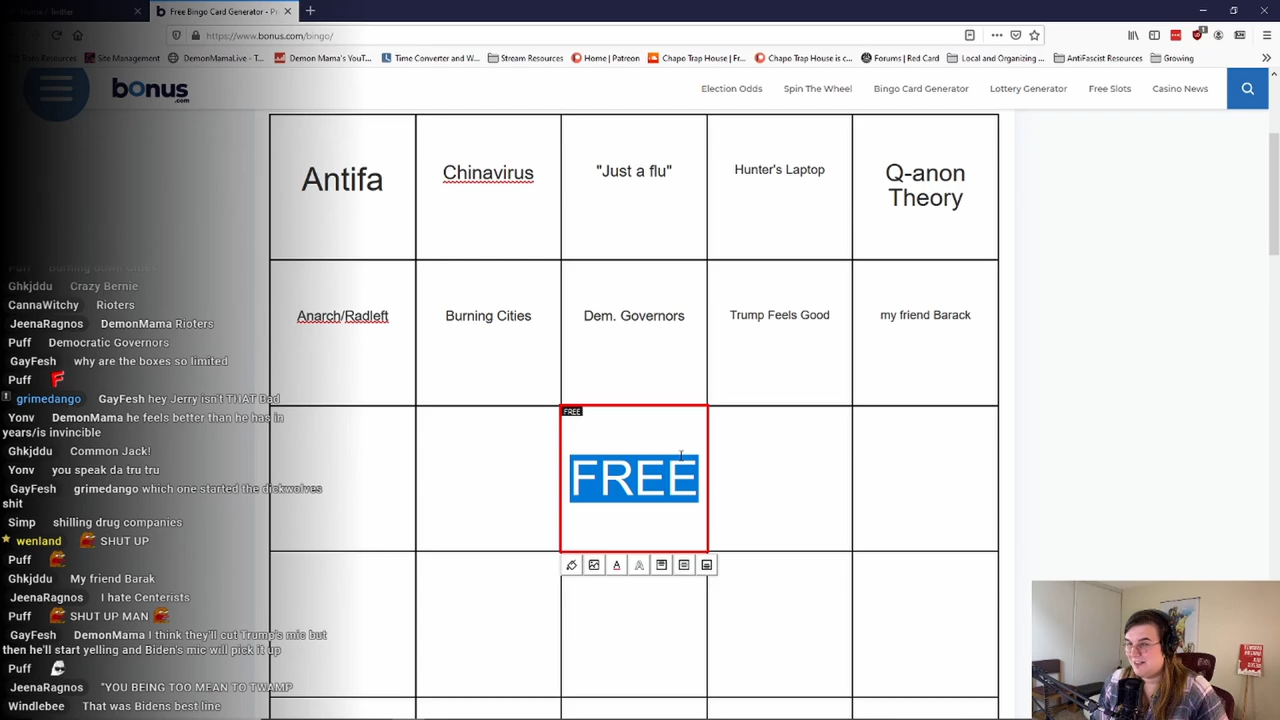 Home / Twitter
Free Bingo Card Generator - P
https://www.bonus.com/bingo/
Site Management
DemonMamaLive - T...
Demon Mama's YouT...
Time Converter and W...
Stream Resources
Home | Patreon
Chapo Trap House | Fr...
Chapo Trap House is c...
Forums | Red Card
Local and Organizing ...
AntiFascist Resources
Growing
bonus
.com
Election Odds
Spin The Wheel
Bingo Card Generator
Lottery Generator
Free Slots
Casino News
Antifa
Chinavirus
"Just a flu"
Hunter's Laptop
Q-anon
Theory
Anarch/Radleft
Burning Cities
Dem. Governors
Trump Feels Good
my friend Barack
FREE
FREE
Puff Burning down Cities
Ghkjddu Crazy Bernie
CannaWitchy Rioters
JeenaRagnos DemonMama Rioters
Puff Democratic Governors
GayFesh why are the boxes so limited
Puff F
grimedango GayFesh hey Jerry isn't THAT Bad
Yonv DemonMama he feels better than he has in
years/is invincible
Ghkjddu Common Jack!
Yonv you speak da tru tru
GayFesh grimedango which one started the dickwolves
shit
Simp shilling drug companies
wenland SHUT UP
Puff
Ghkjddu My friend Barak
JeenaRagnos I hate Centerists
Puff SHUT UP MAN
GayFesh DemonMama I think they'll cut Trump's mic but
then he'll start yelling and Biden's mic will pick it up
Puff
JeenaRagnos "YOU BEING TOO MEAN TO TWAMP
Windlebee That was Bidens best line